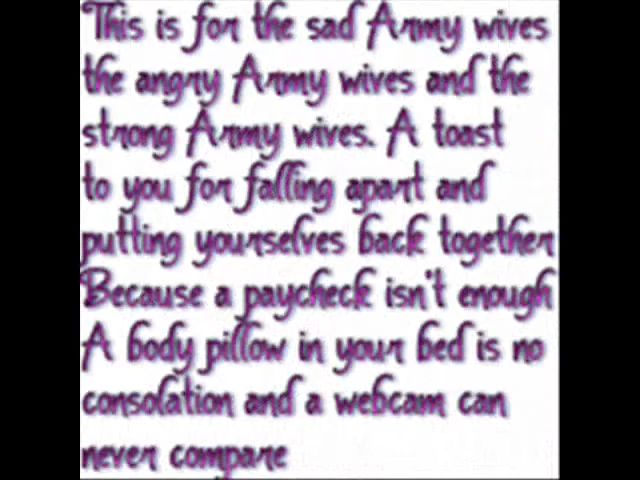 This is for the sad Army wives
the angry Army wives and the
strong Army wives. A toast
to you for falling apart and
putting yourselves back together
Because a paycheck isn't enough
A body pillow in your bed is no
consolation and a webcam can
never compare